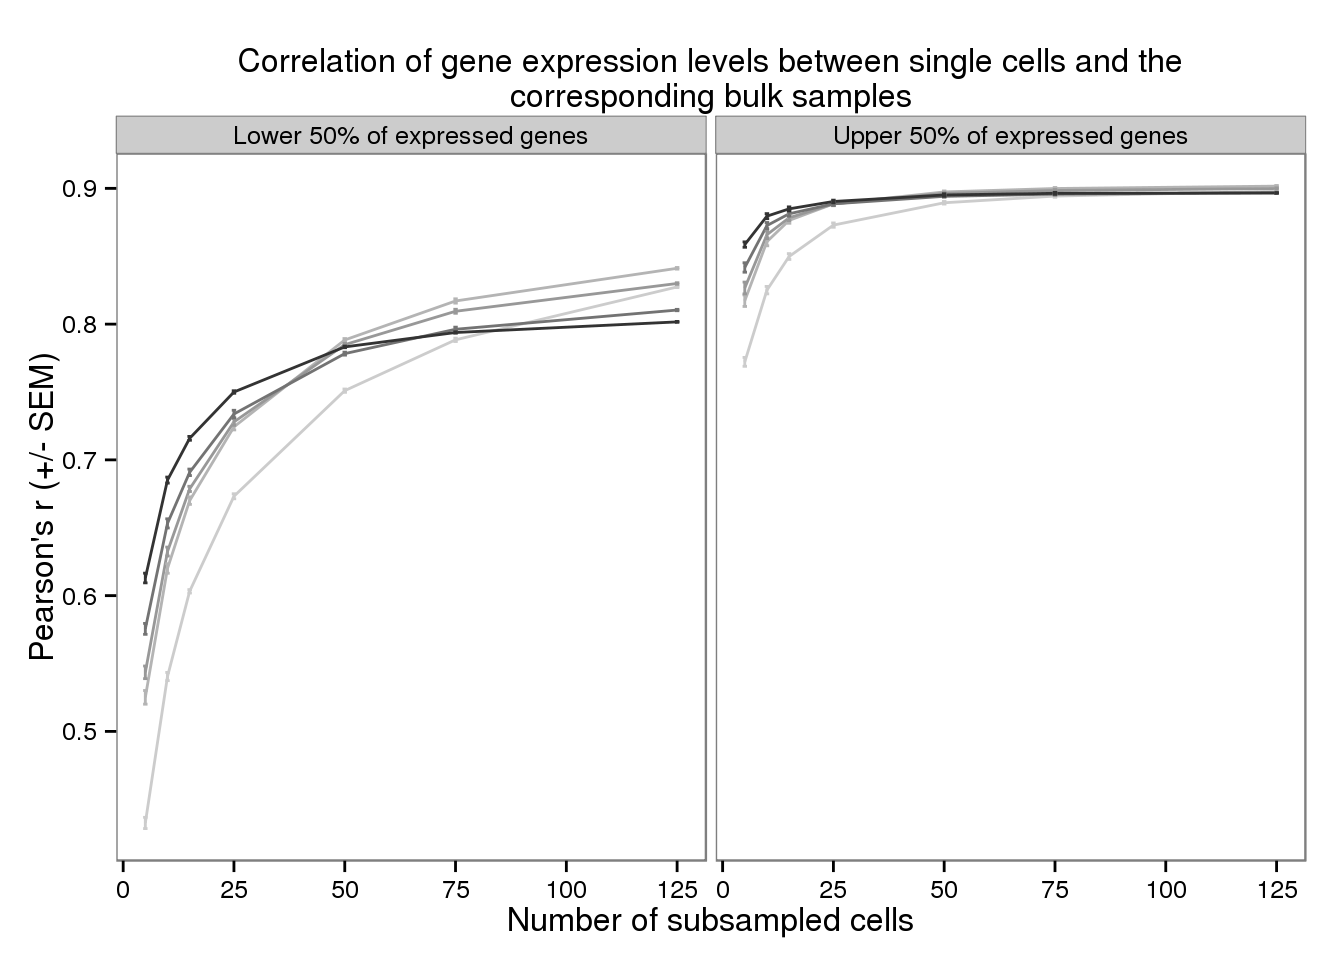 Correlation of gene expression levels between single cells and the
corresponding bulk samples
Lower 50% of expressed genes
Upper 50% of expressed genes
Pearson's r (+/- SEM)
0.9
0.8
0.7
0.6
0.5
0 25 50 75 100 125
0 25 50 75 100 125
Number of subsampled cells